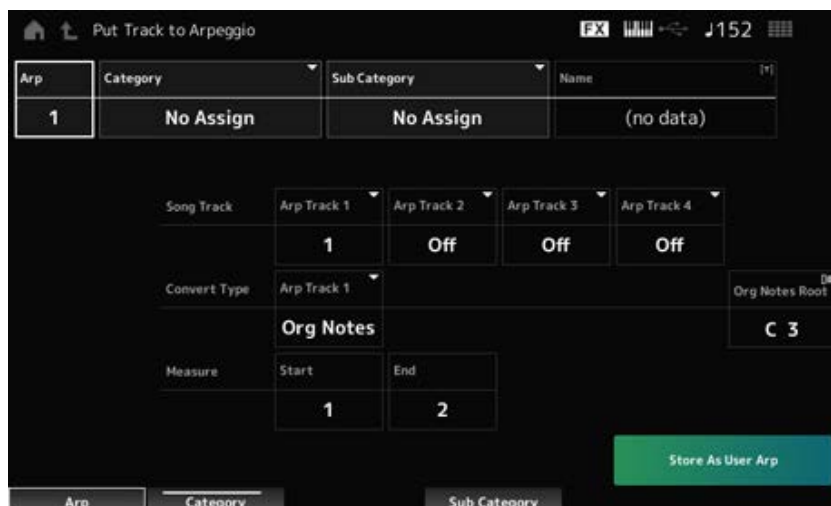 Put Track to Arpeggio FX ♩152
Arp Category Sub Category Name [▼]
1 No Assign No Assign (no data)
Song Track Arp Track 1 Arp Track 2 Arp Track 3 Arp Track 4
1 Off Off Off
Convert Type Arp Track 1 Org Notes Root
Org Notes C 3
Measure Start End
1 2
Store As User Arp
Arp Category Sub Category